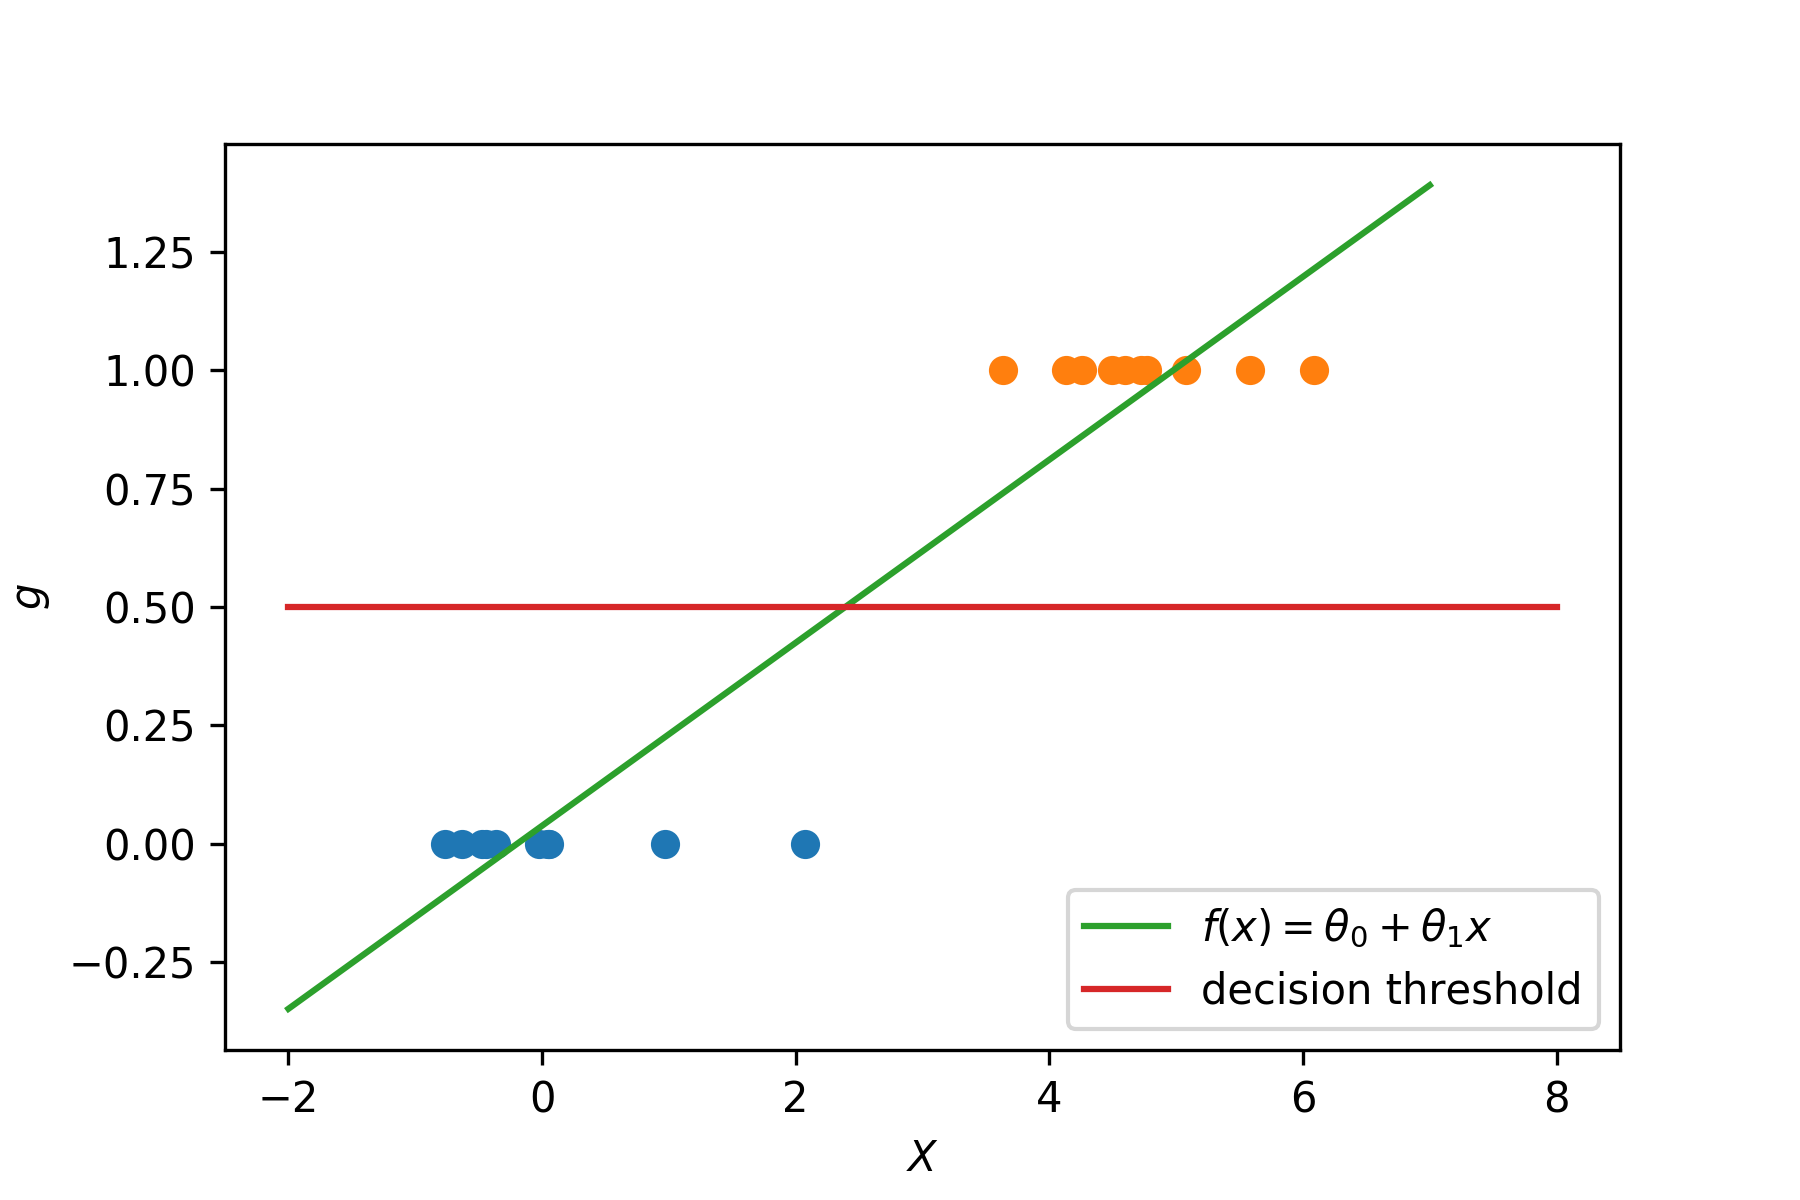 1.25
1.00
0.75
0.50
0.25
0.00
−0.25
g
−2 0 2 4 6 8
X
f(x) = θ₀ + θ₁x
decision threshold